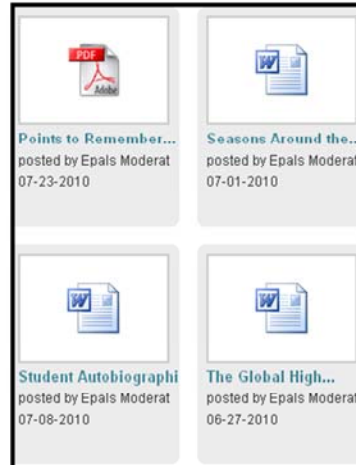 PDF
Adobe
Points to Remember...
posted by Epals Moderat
07-23-2010
W
Seasons Around the..
posted by Epals Moderat
07-01-2010
W
Student Autobiographi
posted by Epals Moderat
07-08-2010
W
The Global High...
posted by Epals Moderat
06-27-2010